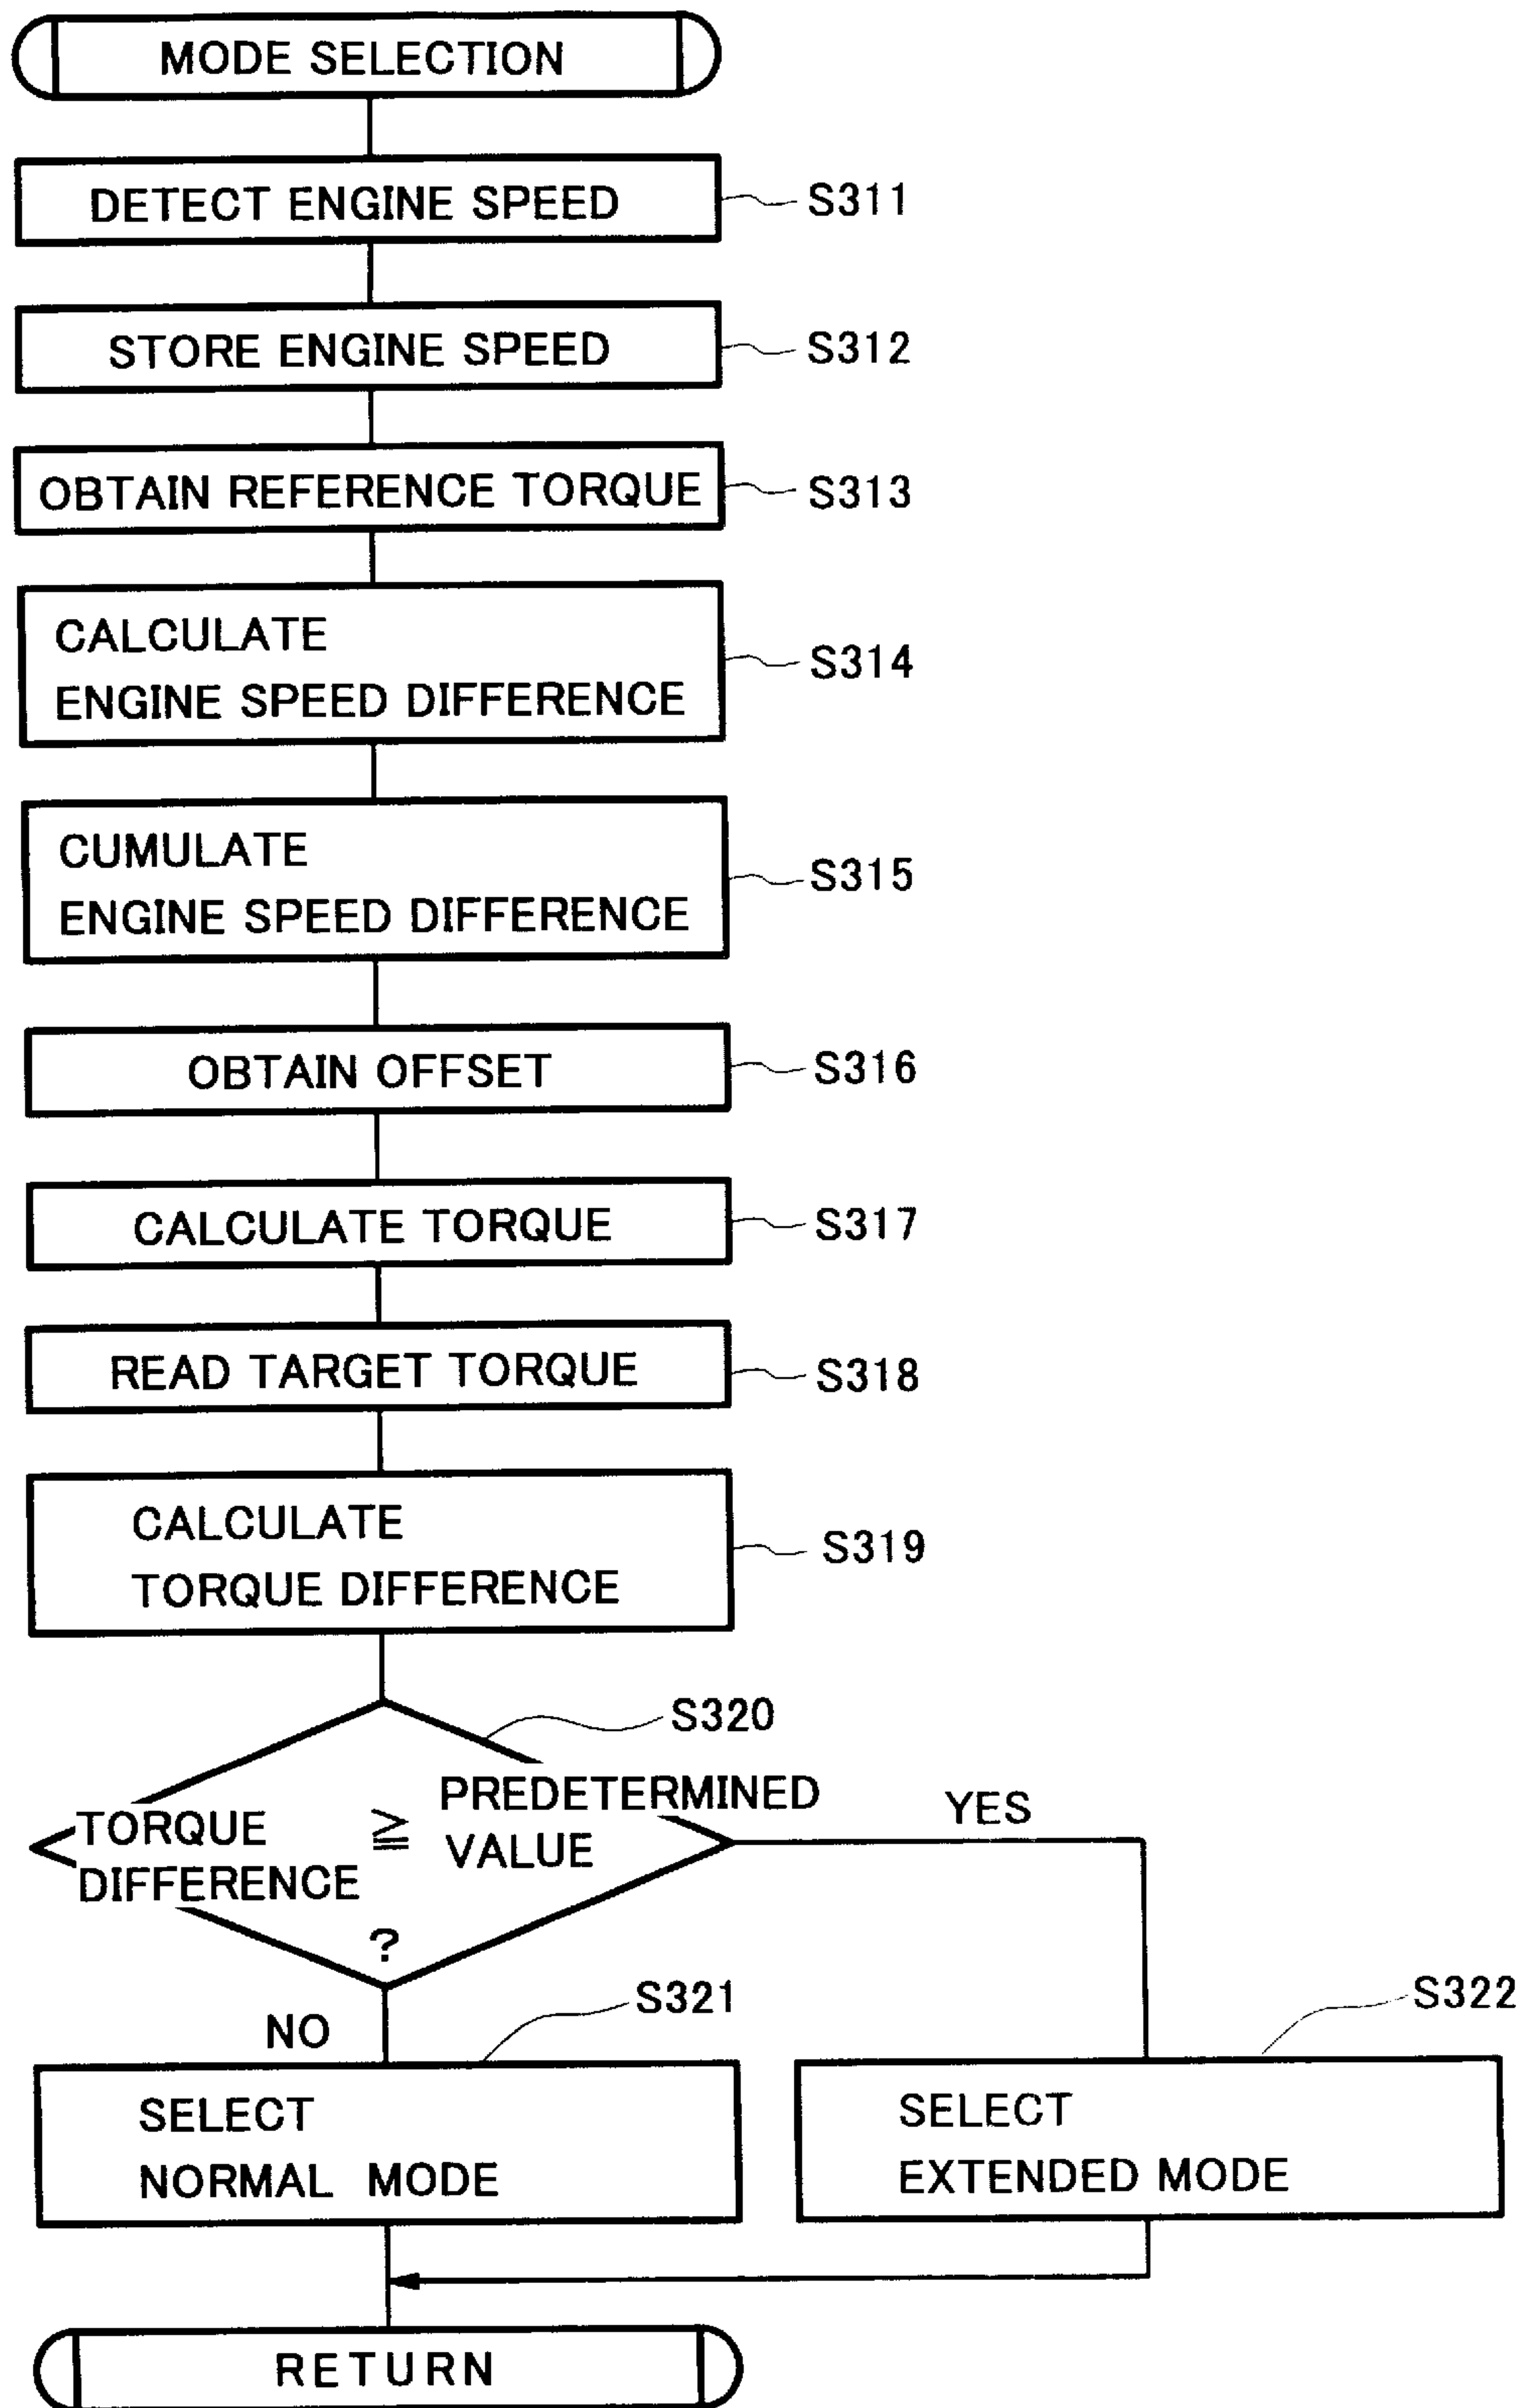 MODE SELECTION
DETECT ENGINE SPEED
S311
STORE ENGINE SPEED
S312
OBTAIN REFERENCE TORQUE
S313
CALCULATE
ENGINE SPEED DIFFERENCE
S314
CUMULATE
ENGINE SPEED DIFFERENCE
S315
OBTAIN OFFSET
S316
CALCULATE TORQUE
S317
READ TARGET TORQUE
S318
CALCULATE
TORQUE DIFFERENCE
S319
S320
TORQUE
DIFFERENCE
≧
PREDETERMINED
VALUE
?
YES
NO
S321
SELECT
NORMAL MODE
S322
SELECT
EXTENDED MODE
RETURN